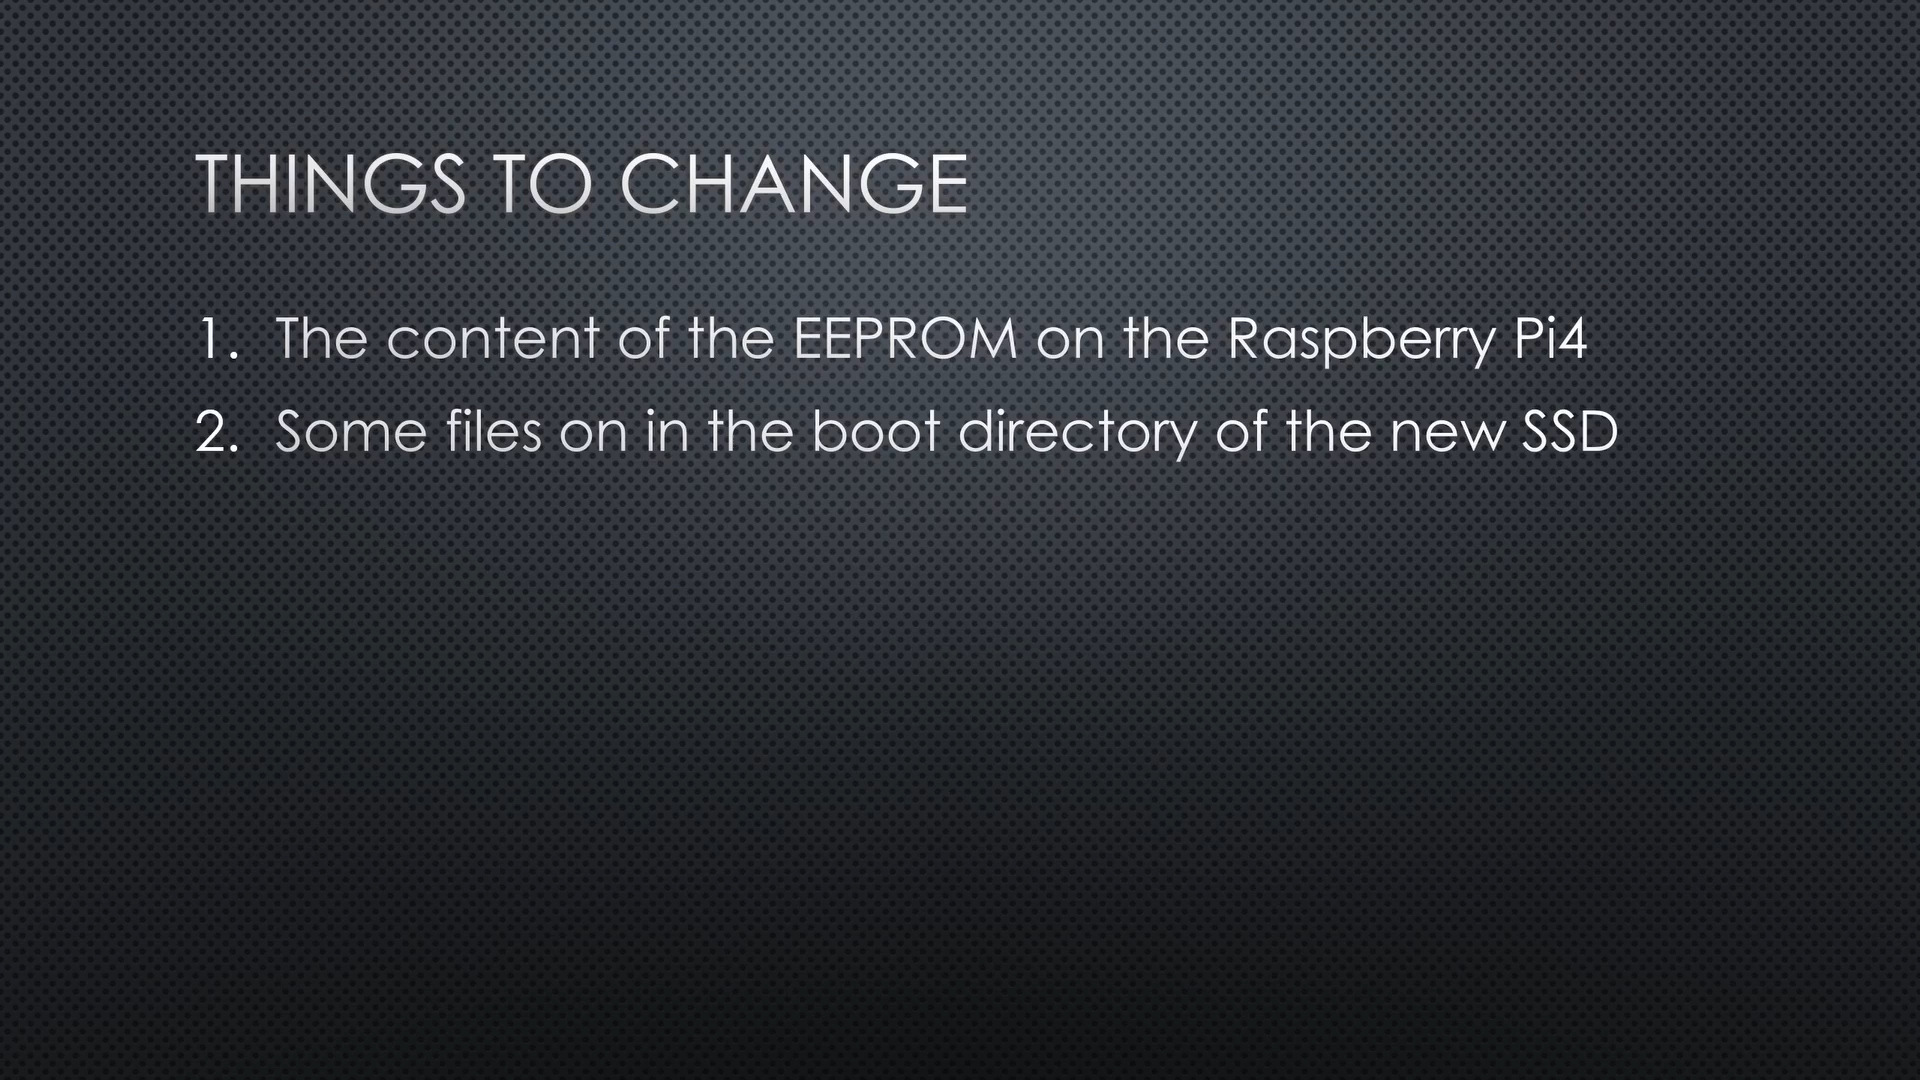 THINGS TO CHANGE
1. The content of the EEPROM on the Raspberry Pi4
2. Some files on in the boot directory of the new SSD